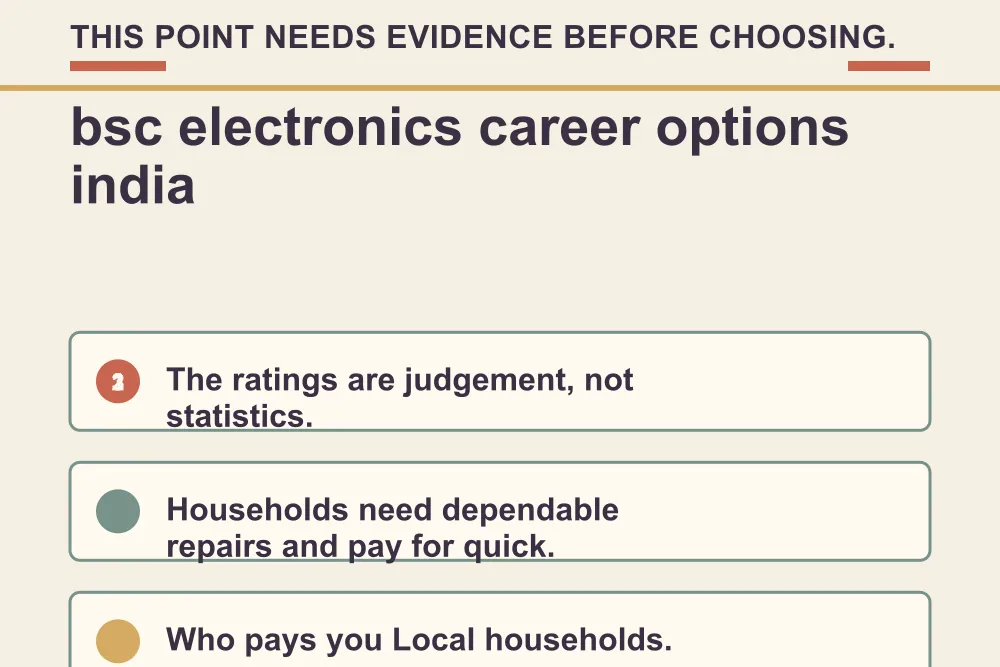 THIS POINT NEEDS EVIDENCE BEFORE CHOOSING.
bsc electronics career options
india
The ratings are judgement, not
statistics.
Households need dependable
repairs and pay for quick.
Who pays you Local households.